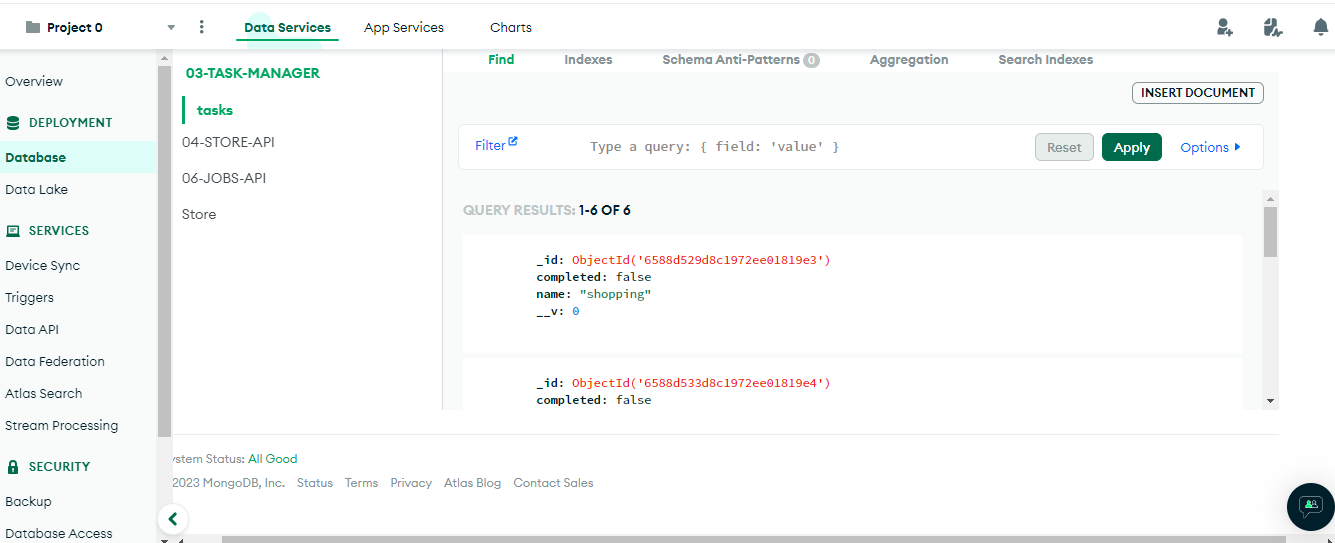 Project 0
Data Services
App Services
Charts
Overview
DEPLOYMENT
Database
Data Lake
SERVICES
Device Sync
Triggers
Data API
Data Federation
Atlas Search
Stream Processing
SECURITY
Backup
Database Access
03-TASK-MANAGER
tasks
04-STORE-API
06-JOBS-API
Store
Find
Indexes
Schema Anti-Patterns 0
Aggregation
Search Indexes
INSERT DOCUMENT
Filter
Type a query: { field: 'value' }
Reset
Apply
Options
QUERY RESULTS: 1-6 OF 6
_id: ObjectId('6588d529d8c1972ee01819e3')
completed: false
name: "shopping"
__v: 0
_id: ObjectId('6588d533d8c1972ee01819e4')
completed: false
ystem Status: All Good
2023 MongoDB, Inc. Status Terms Privacy Atlas Blog Contact Sales